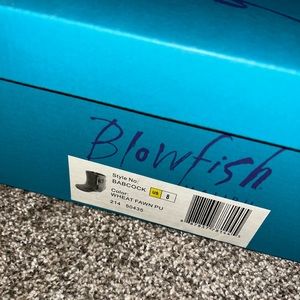 Blowfish
Style No.:
BABCOCK
US 8
Color:
WHEAT FAWN PU